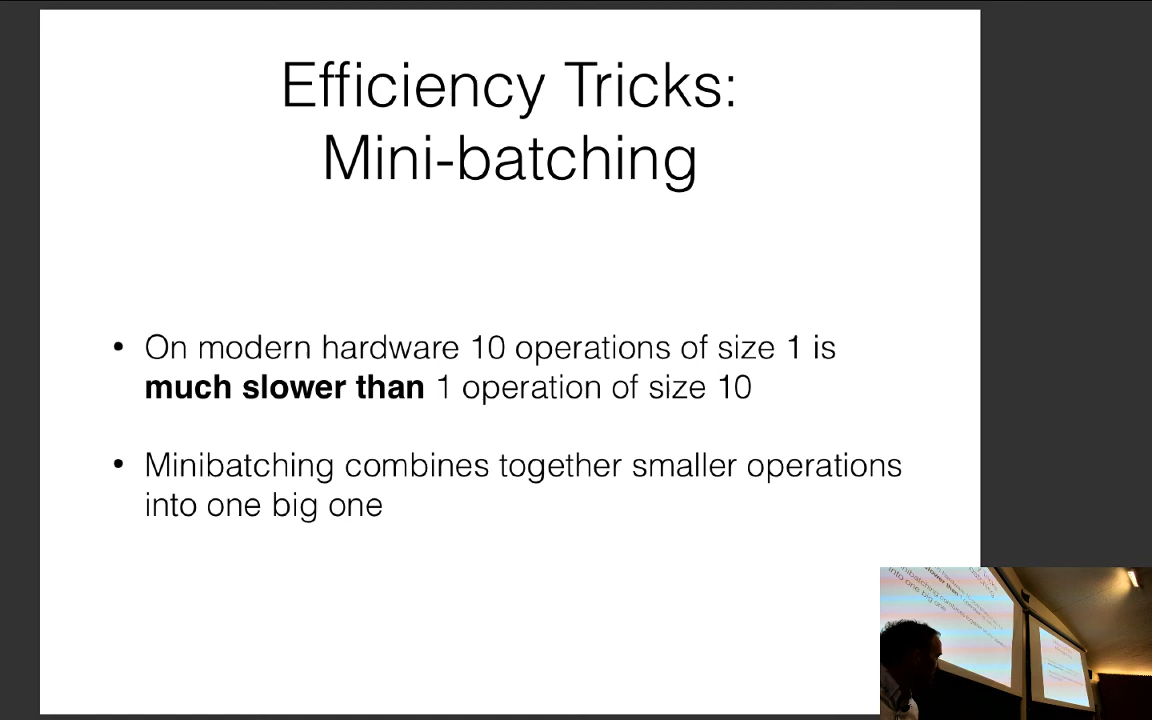 Efficiency Tricks:
Mini-batching
• On modern hardware 10 operations of size 1 is
much slower than 1 operation of size 10
• Minibatching combines together smaller operations
into one big one